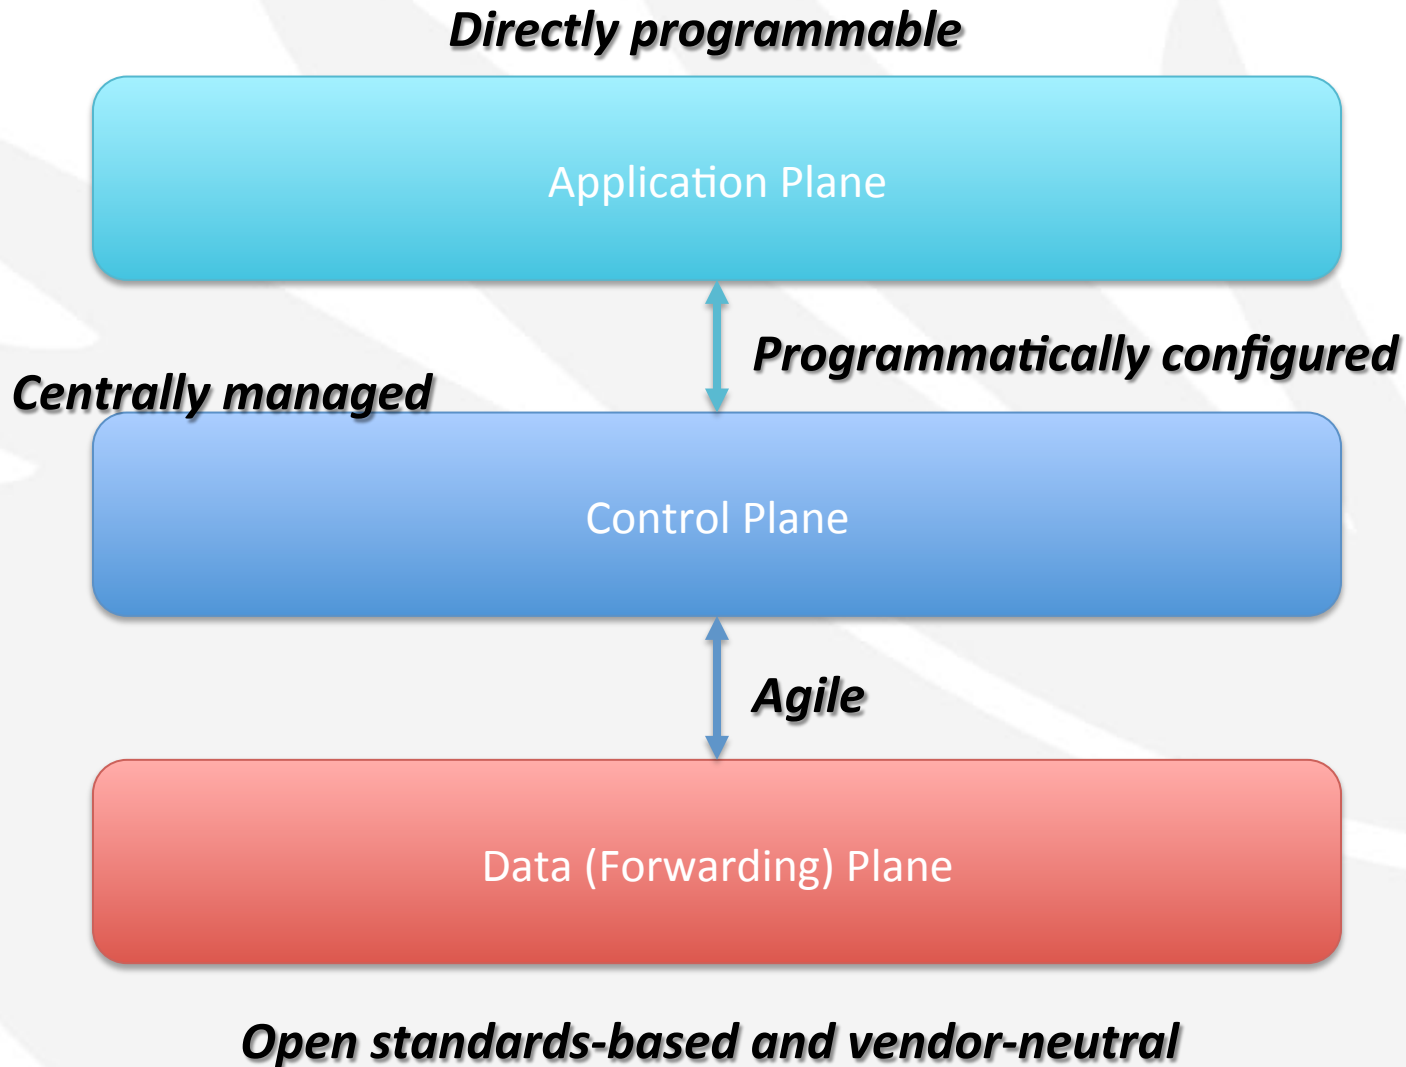 Directly programmable
Application Plane
Programmatically configured
Centrally managed
Control Plane
Agile
Data (Forwarding) Plane
Open standards-based and vendor-neutral